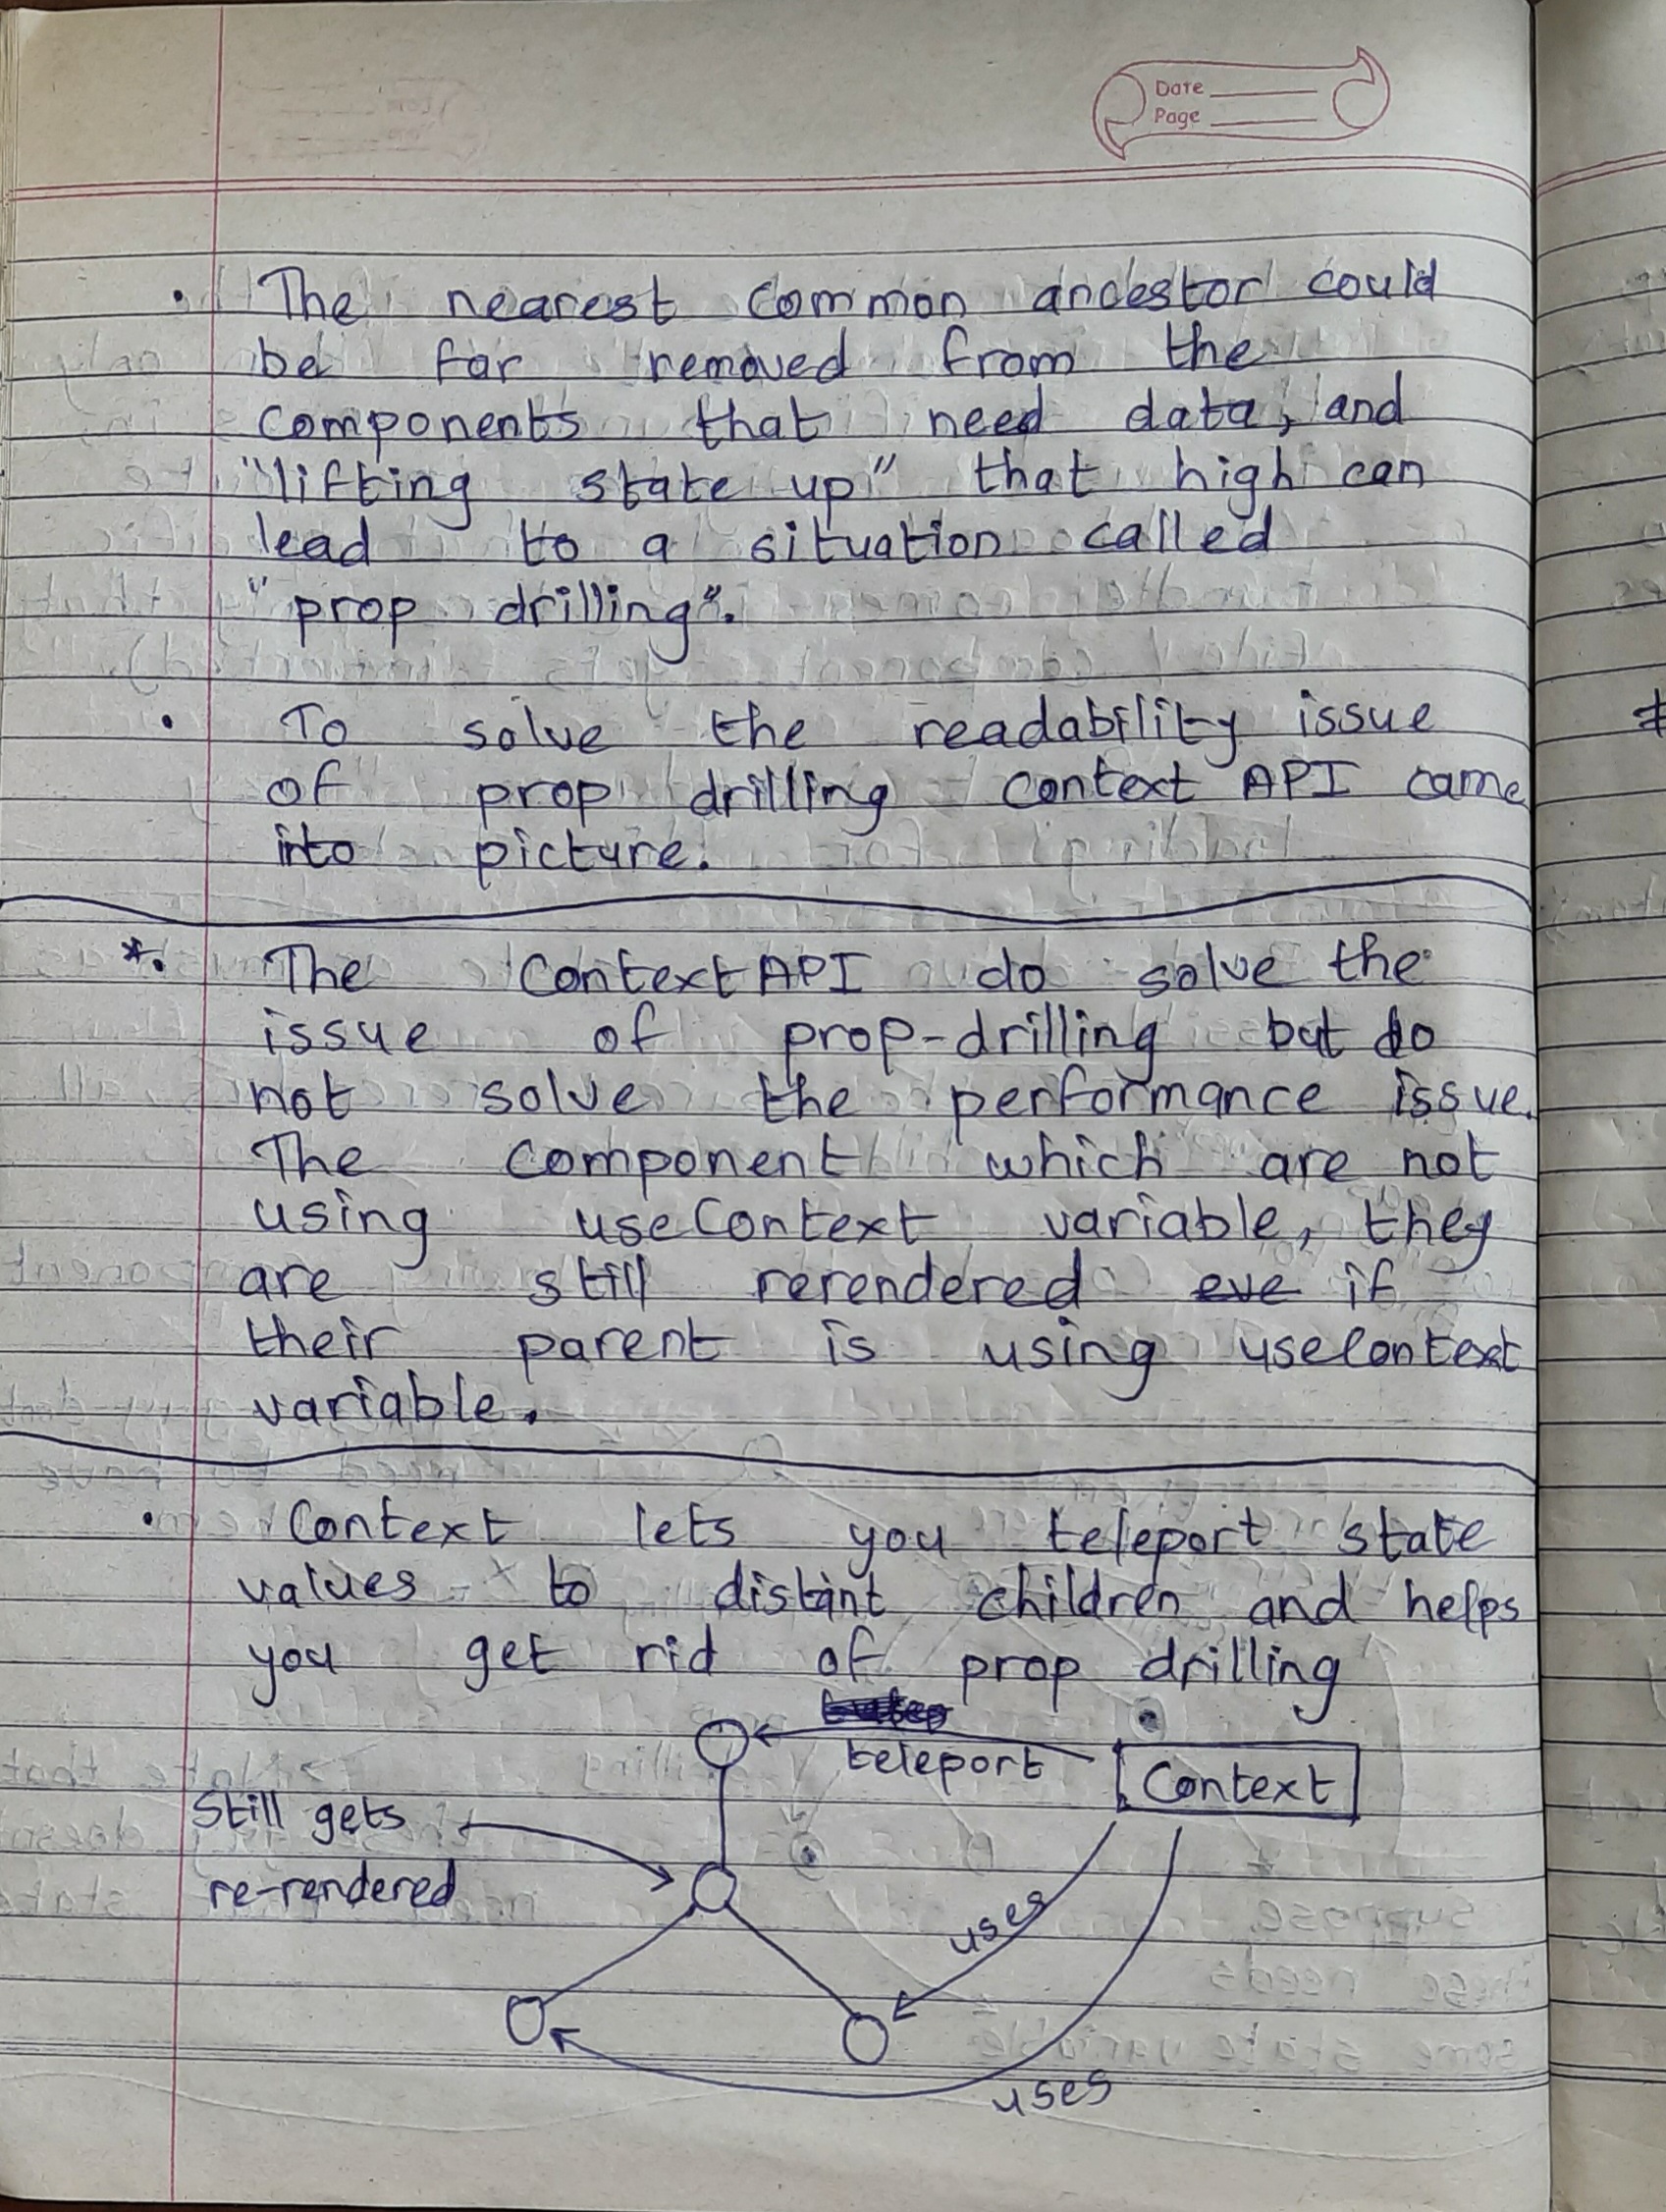 Date
Page
• The nearest common ancestor could
be far removed from the
components that need data, and
"lifting state up" that high can
lead to a situation called
"prop drilling".
• To solve the readability issue
of prop drilling Context API came
into picture.
*. The Context API do solve the
issue of prop-drilling but do
not solve the performance issue.
The component which are not
using useContext variable, they
are still rerendered eve if
their parent is using useContext
variable.
• Context lets you teleport state
values to distant children and helps
you get rid of prop drilling
teleport
Context
Still gets
re-rendered
uses
uses